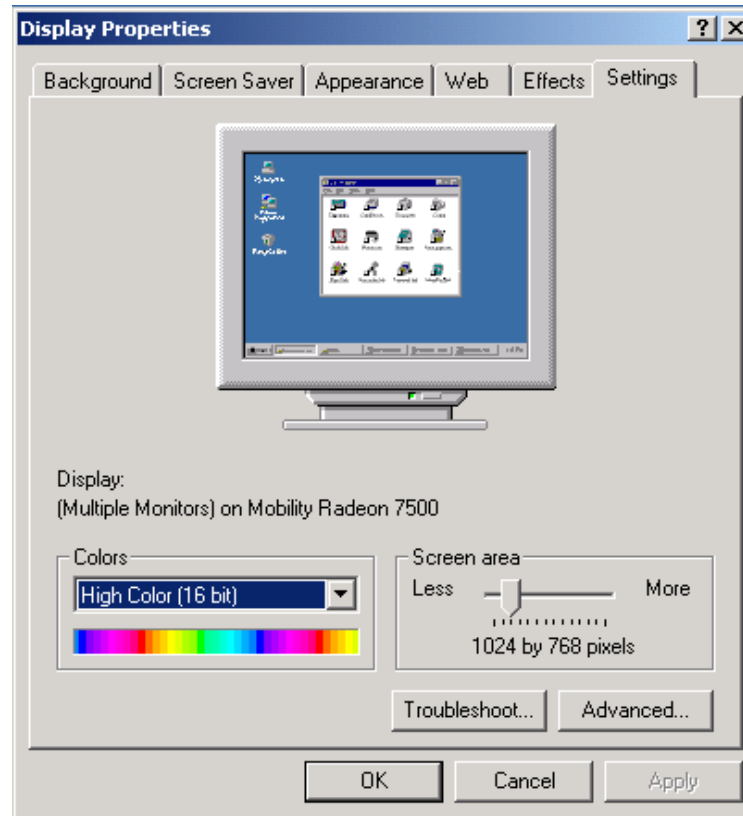 Display Properties
Background Screen Saver Appearance Web Effects Settings
Display:
(Multiple Monitors) on Mobility Radeon 7500
Colors
High Color (16 bit)
Screen area
Less More
1024 by 768 pixels
Troubleshoot... Advanced...
OK Cancel Apply